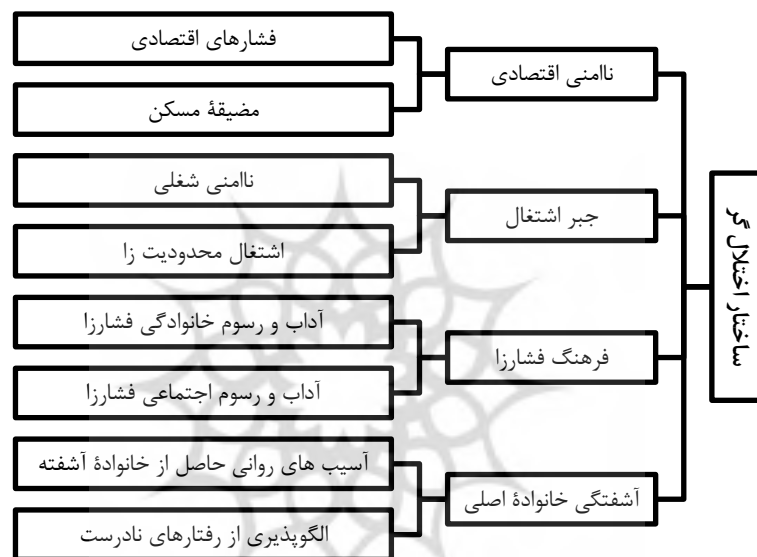 ساختار اختلال گر
ناامنی اقتصادی
فشارهای اقتصادی
مضیقهٔ مسکن
جبر اشتغال
ناامنی شغلی
اشتغال محدودیت زا
فرهنگ فشارزا
آداب و رسوم خانوادگی فشارزا
آداب و رسوم اجتماعی فشارزا
آشفتگی خانوادهٔ اصلی
آسیب های روانی حاصل از خانوادهٔ آشفته
الگوپذیری از رفتارهای نادرست